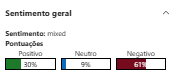 Sentimento geral
Sentimento: mixed
Pontuações
Positivo Neutro Negativo
30% 9% 61%